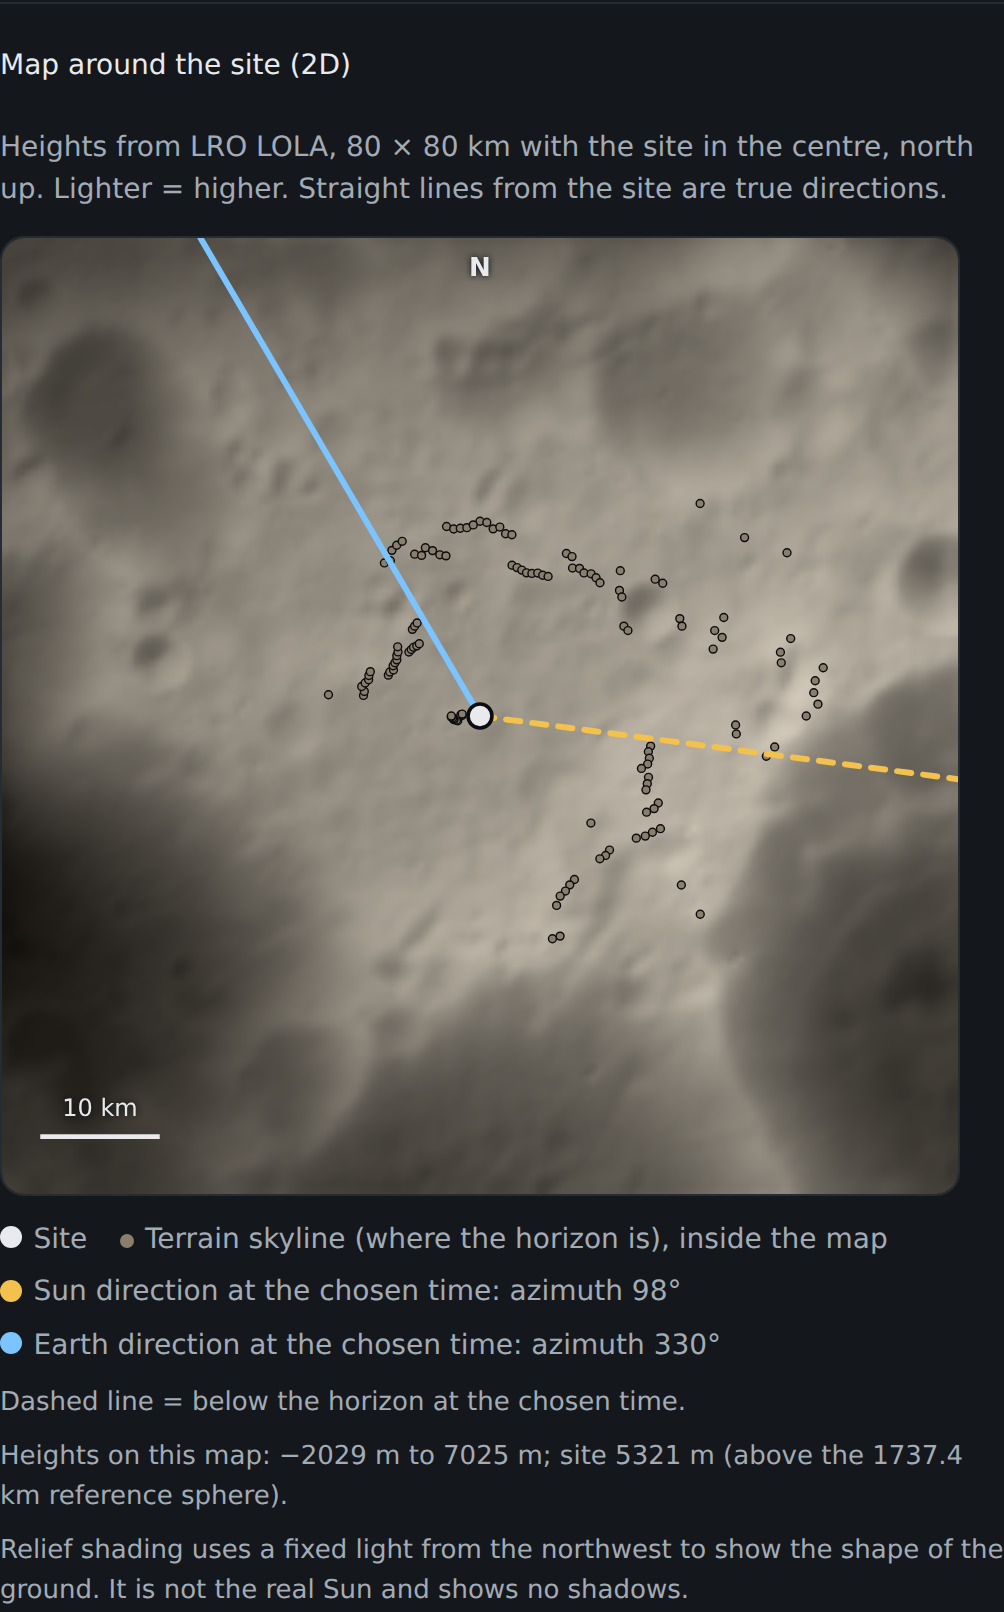 Map around the site (2D)
Heights from LRO LOLA, 80 × 80 km with the site in the centre, north
up. Lighter = higher. Straight lines from the site are true directions.
N
10 km
Site
Terrain skyline (where the horizon is), inside the map
Sun direction at the chosen time: azimuth 98°
Earth direction at the chosen time: azimuth 330°
Dashed line = below the horizon at the chosen time.
Heights on this map: −2029 m to 7025 m; site 5321 m (above the 1737.4
km reference sphere).
Relief shading uses a fixed light from the northwest to show the shape of the
ground. It is not the real Sun and shows no shadows.